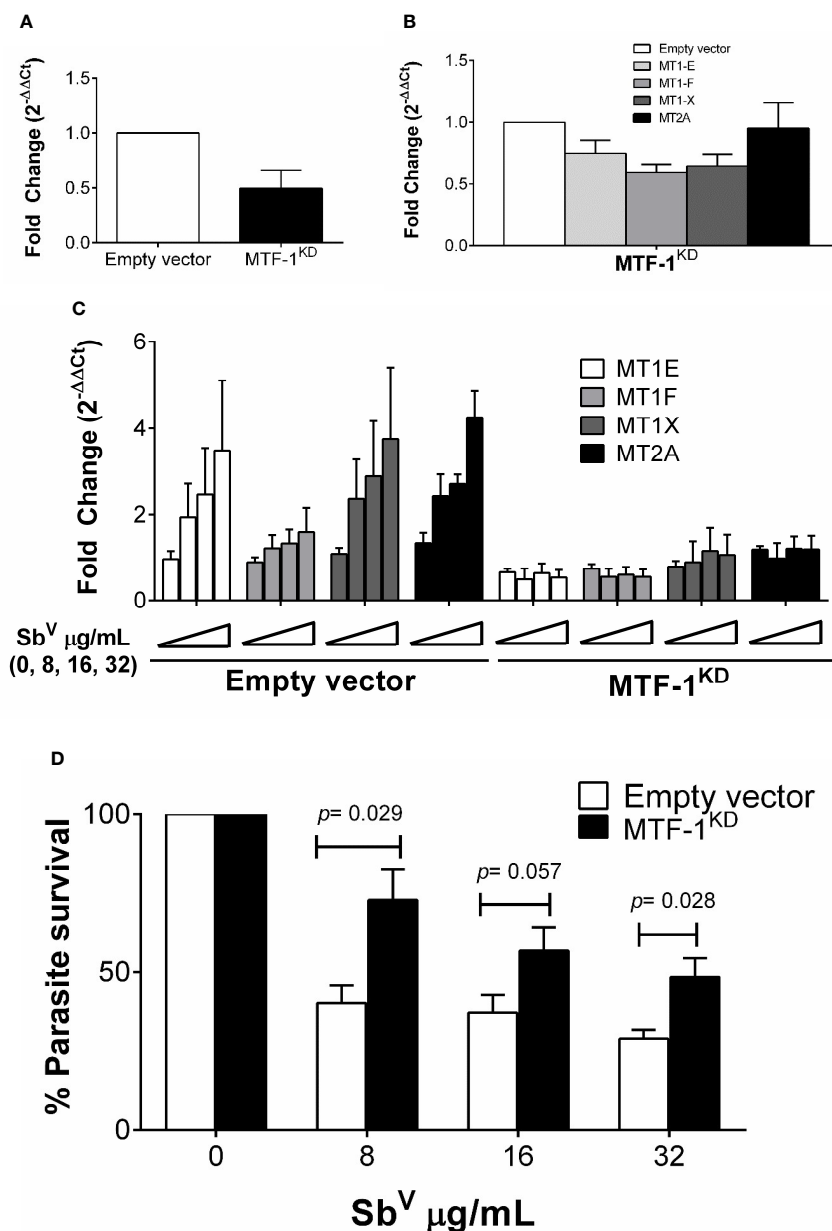 A
Fold Change (2^-ΔΔCt)
1.5
1.0
0.5
0.0
Empty vector
MTF-1^KD
B
Fold Change (2^-ΔΔCt)
1.5
1.0
0.5
0.0
Empty vector
MT1-E
MT1-F
MT1-X
MT2A
MTF-1^KD
C
Fold Change (2^-ΔΔCt)
6
4
2
0
MT1E
MT1F
MT1X
MT2A
Sb^V µg/mL
(0, 8, 16, 32)
Empty vector
MTF-1^KD
D
% Parasite survival
100
50
0
Empty vector
MTF-1^KD
p= 0.029
p= 0.057
p= 0.028
0 8 16 32
Sb^V µg/mL